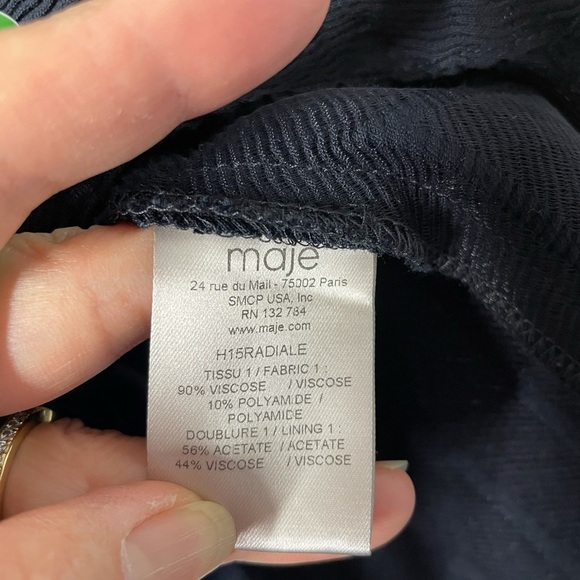 maje
24 rue du Mail - 75002 Paris
SMCP USA, Inc
RN 132 784
www.maje.com
H15RADIALE
TISSU 1 / FABRIC 1 :
90% VISCOSE / VISCOSE
10% POLYAMIDE /
POLYAMIDE
DOUBLURE 1 / LINING 1 :
56% ACETATE / ACETATE
44% VISCOSE / VISCOSE